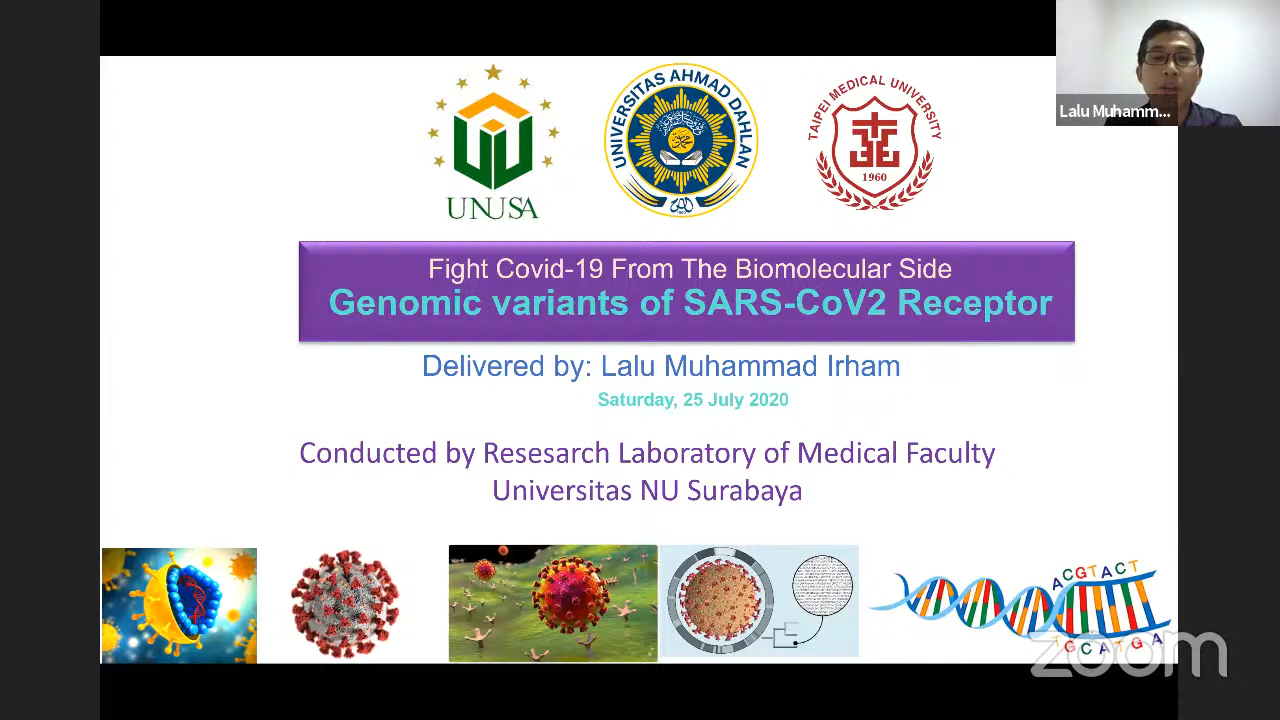 Lalu Muhamm...
UNUSA
UNIVERSITAS AHMAD DAHLAN
TAIPEI MEDICAL UNIVERSITY
1960
Fight Covid-19 From The Biomolecular Side
Genomic variants of SARS-CoV2 Receptor
Delivered by: Lalu Muhammad Irham
Saturday, 25 July 2020
Conducted by Resesarch Laboratory of Medical Faculty
Universitas NU Surabaya
ACGTACT
TGCATGA
zoom